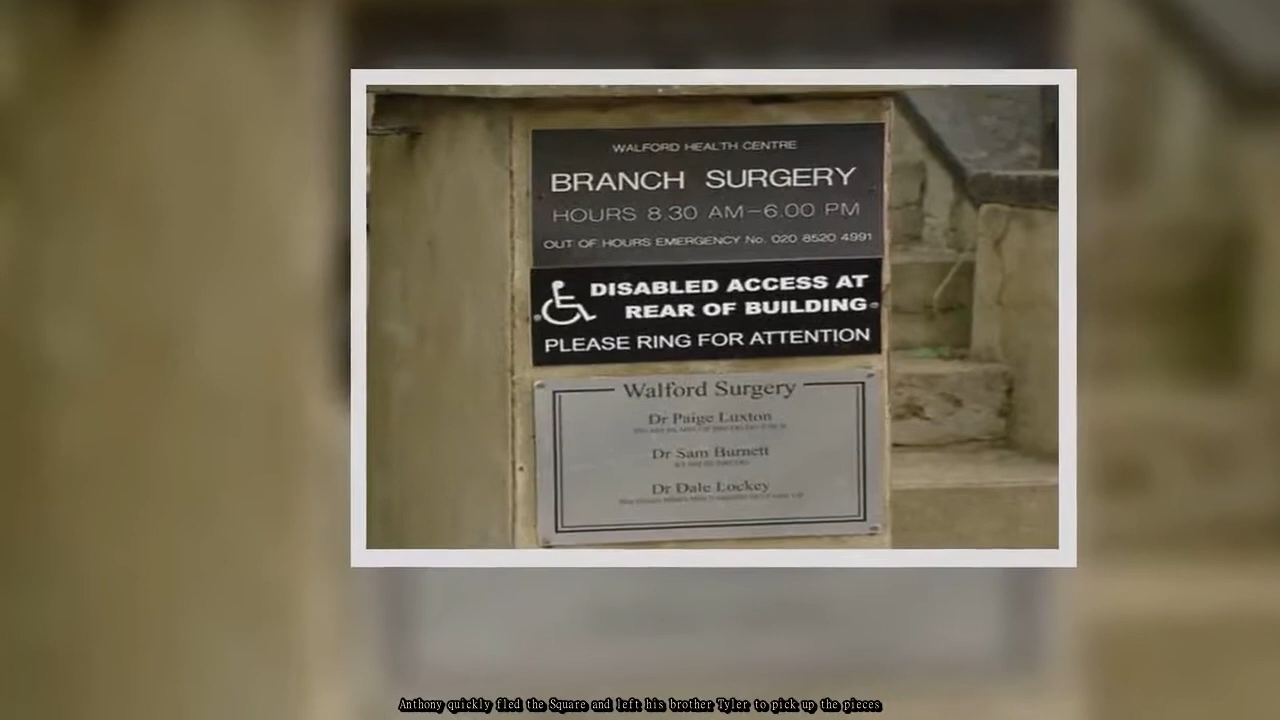 WALFORD HEALTH CENTRE
BRANCH SURGERY
HOURS 8.30 AM-6.00 PM
OUT OF HOURS EMERGENCY No. 020 8520 4991
DISABLED ACCESS AT
REAR OF BUILDING
PLEASE RING FOR ATTENTION
Walford Surgery
Dr Paige Luxton
Dr Sam Burnett
Dr Dale Lockey
Anthony quickly fled the Square and left his brother Tyler to pick up the pieces